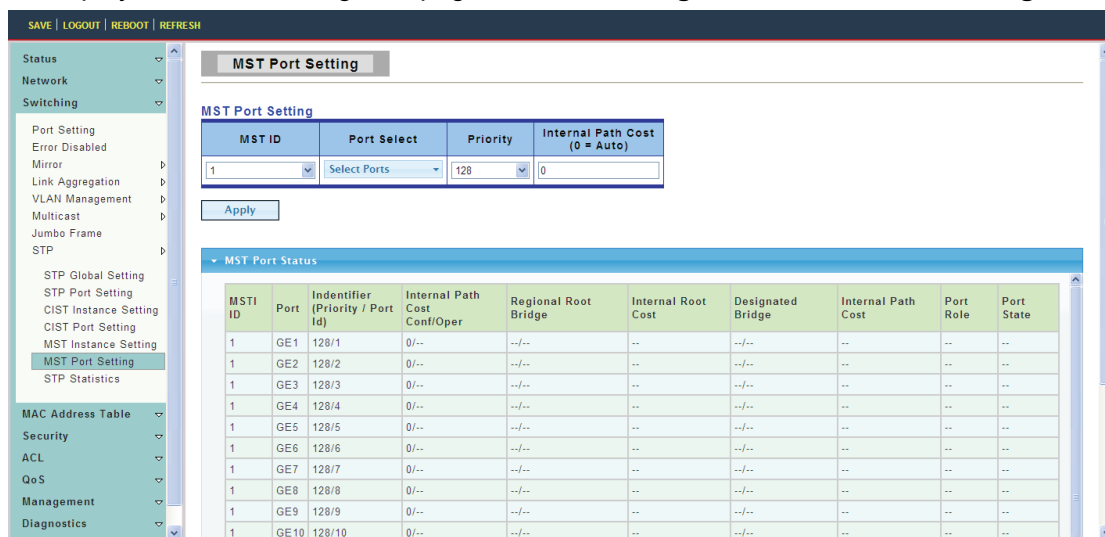 SAVE | LOGOUT | REBOOT | REFRESH
Status
Network
Switching
Port Setting
Error Disabled
Mirror
Link Aggregation
VLAN Management
Multicast
Jumbo Frame
STP
STP Global Setting
STP Port Setting
CIST Instance Setting
CIST Port Setting
MST Instance Setting
MST Port Setting
STP Statistics
MAC Address Table
Security
ACL
QoS
Management
Diagnostics
MST Port Setting
MST Port Setting
MST ID Port Select Priority Internal Path Cost (0 = Auto)
1 Select Ports 128 0
Apply
MST Port Status
MSTI ID Port Indentifier (Priority / Port Id) Internal Path Cost Conf/Oper Regional Root Bridge Internal Root Cost Designated Bridge Internal Path Cost Port Role Port State
1 GE1 128/1 0/-- --/-- -- --/-- -- -- --
1 GE2 128/2 0/-- --/-- -- --/-- -- -- --
1 GE3 128/3 0/-- --/-- -- --/-- -- -- --
1 GE4 128/4 0/-- --/-- -- --/-- -- -- --
1 GE5 128/5 0/-- --/-- -- --/-- -- -- --
1 GE6 128/6 0/-- --/-- -- --/-- -- -- --
1 GE7 128/7 0/-- --/-- -- --/-- -- -- --
1 GE8 128/8 0/-- --/-- -- --/-- -- -- --
1 GE9 128/9 0/-- --/-- -- --/-- -- -- --
1 GE10 128/10 0/-- --/-- -- --/-- -- -- --